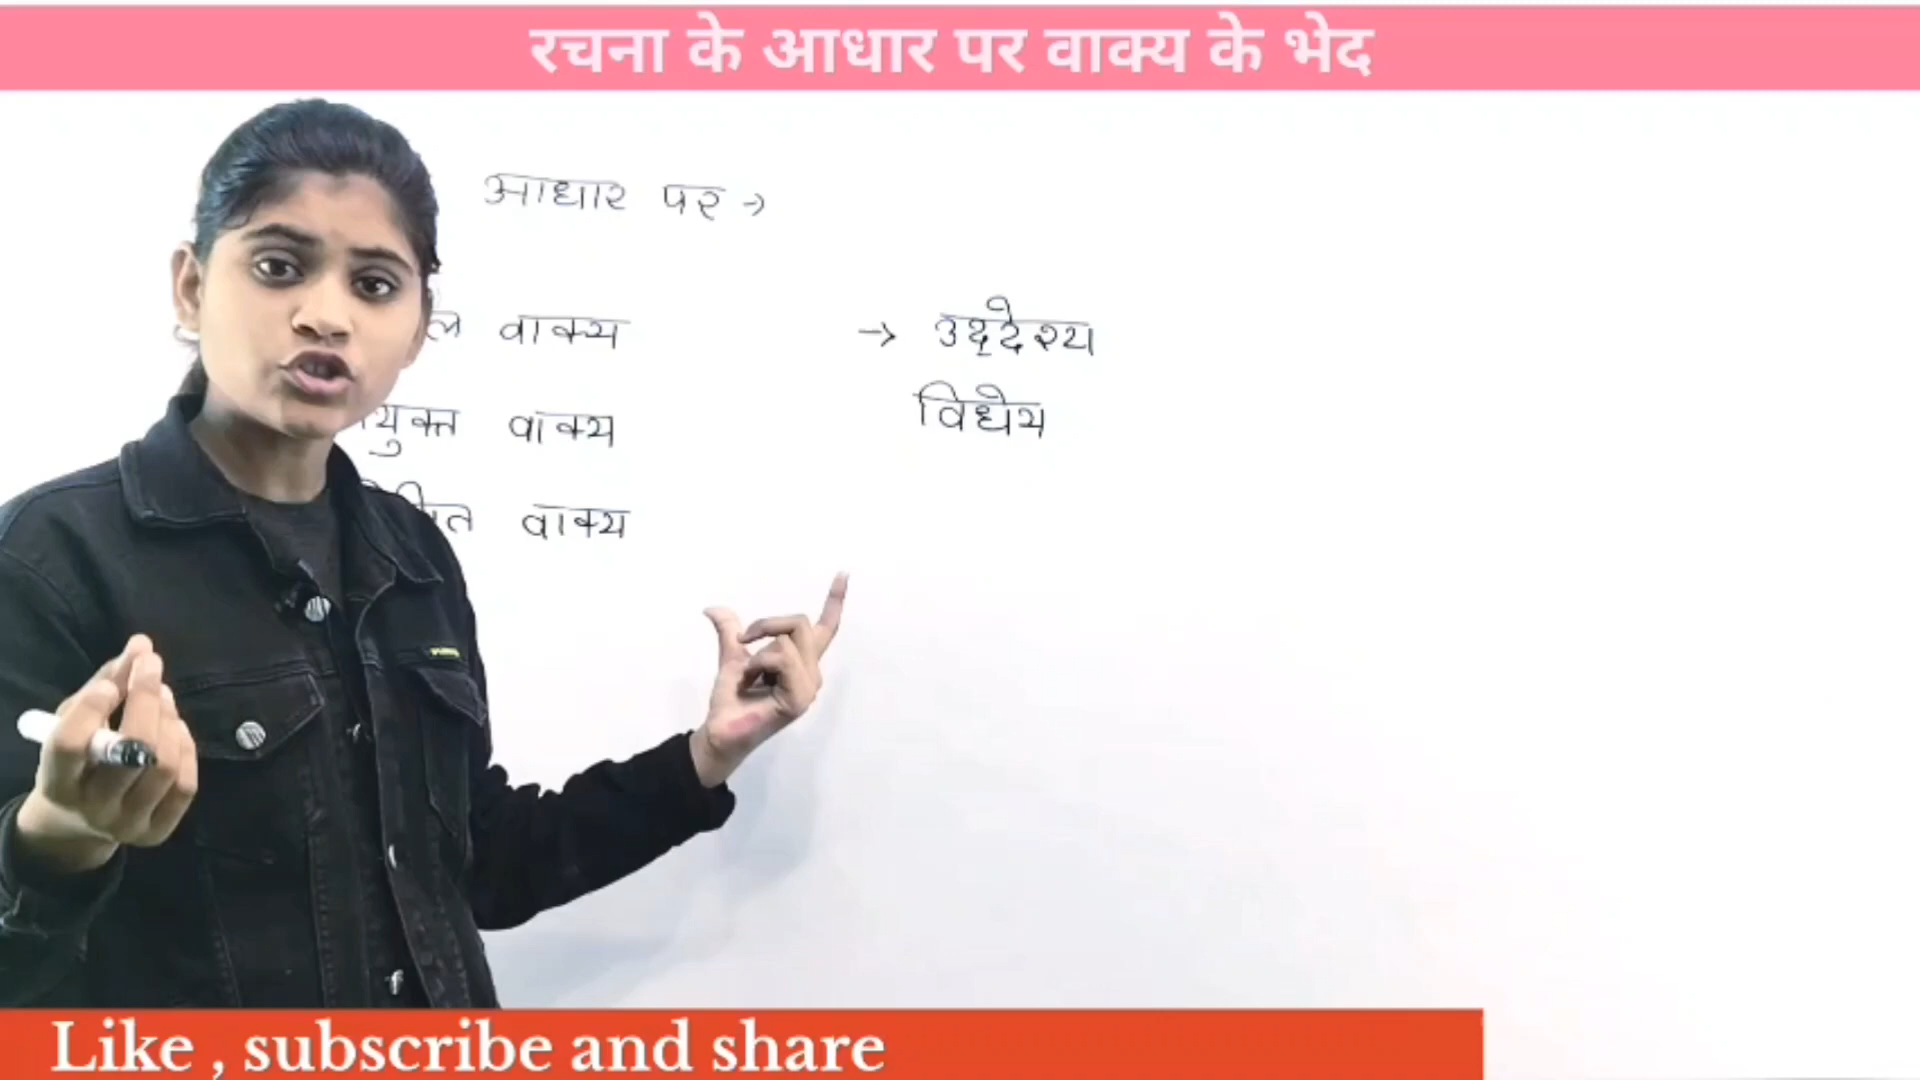 रचना के आधार पर वाक्य के भेद
आधार पर →
वाक्य → उद्देश्य
वाक्य विधेय
वाक्य
Like , subscribe and share